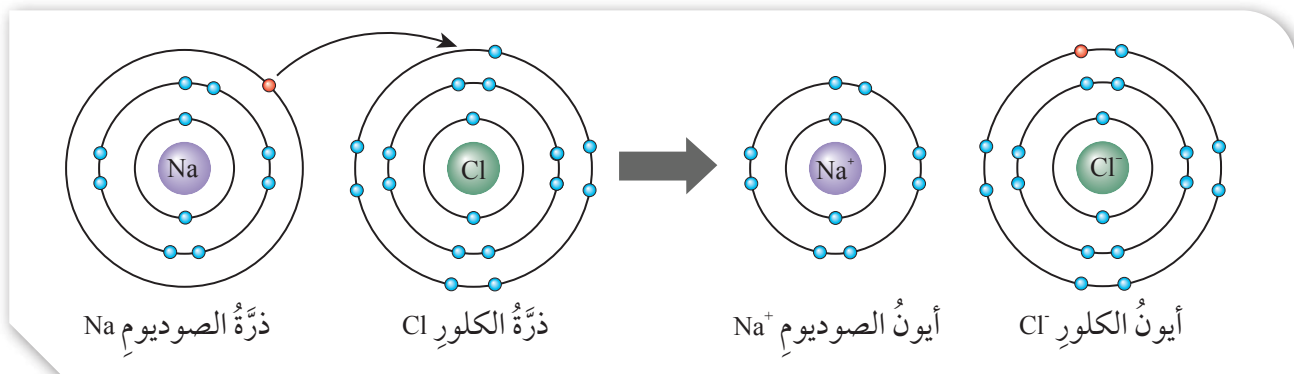 Na
Cl
Na⁺
Cl⁻
ذرَّةُ الصوديومِ Na
ذرَّةُ الكلورِ Cl
أيونُ الصوديومِ Na⁺
أيونُ الكلورِ Cl⁻